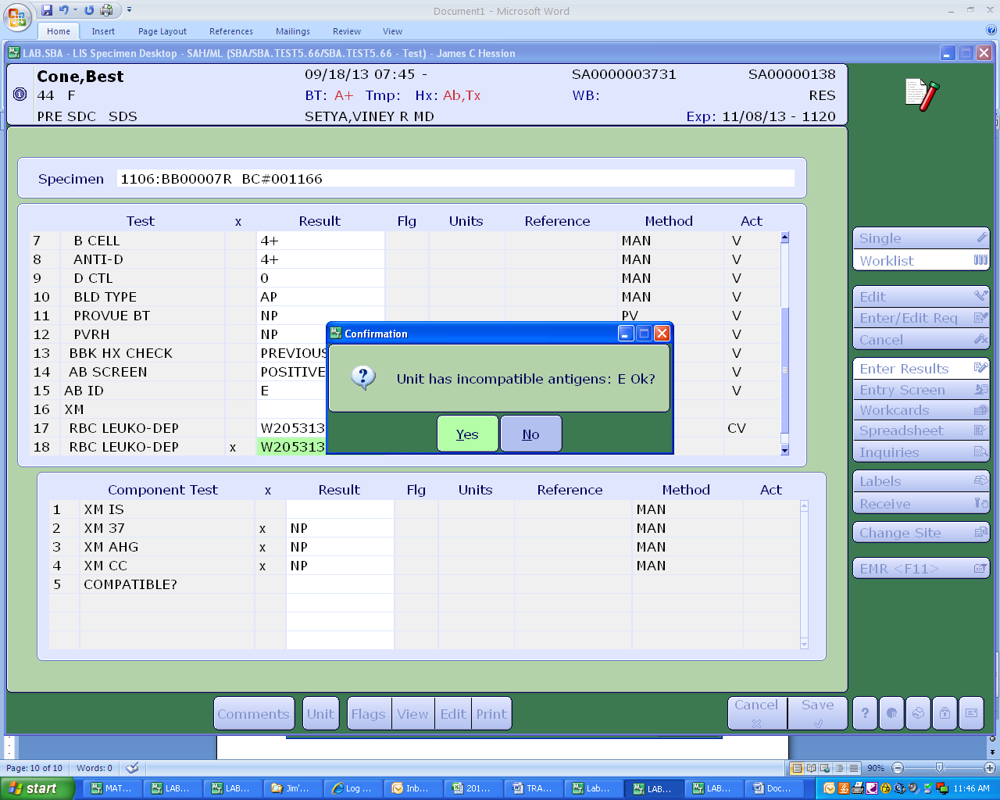 Document1 - Microsoft Word
Home Insert Page Layout References Mailings Review View
LAB.SBA - LIS Specimen Desktop - SAH/ML (SBA/SBA.TEST5.66/SBA.TEST5.66 - Test) - James C Hession
Cone,Best 09/18/13 07:45 - SA0000003731 SA00000138
44 F BT: A+ Tmp: Hx: Ab,Tx WB: RES
PRE SDC SDS SETYA,VINEY R MD Exp: 11/08/13 - 1120
Specimen 1106:BB00007R BC#001166
Test x Result Flg Units Reference Method Act
7 B CELL 4+ MAN V
8 ANTI-D 4+ MAN V
9 D CTL 0 MAN V
10 BLD TYPE AP MAN V
11 PROVUE BT NP PV V
12 PVRH NP V
13 BBK HX CHECK PREVIOUS V
14 AB SCREEN POSITIVE V
15 AB ID E V
16 XM
17 RBC LEUKO-DEP W205313 CV
18 RBC LEUKO-DEP x W205313
Confirmation
Unit has incompatible antigens: E Ok?
Yes No
Component Test x Result Flg Units Reference Method Act
1 XM IS MAN
2 XM 37 x NP MAN
3 XM AHG x NP MAN
4 XM CC x NP MAN
5 COMPATIBLE?
Single
Worklist
Edit
Enter/Edit Req
Cancel
Enter Results
Entry Screen
Workcards
Spreadsheet
Inquiries
Labels
Receive
Change Site
EMR <F11>
Comments Unit Flags View Edit Print Cancel Save
Page: 10 of 10 Words: 0 90%
start MAT... LAB... LAB... Jim'... Log ... Inb... 201... TRA... Lab... LAB... LAB... Doc... 11:46 AM